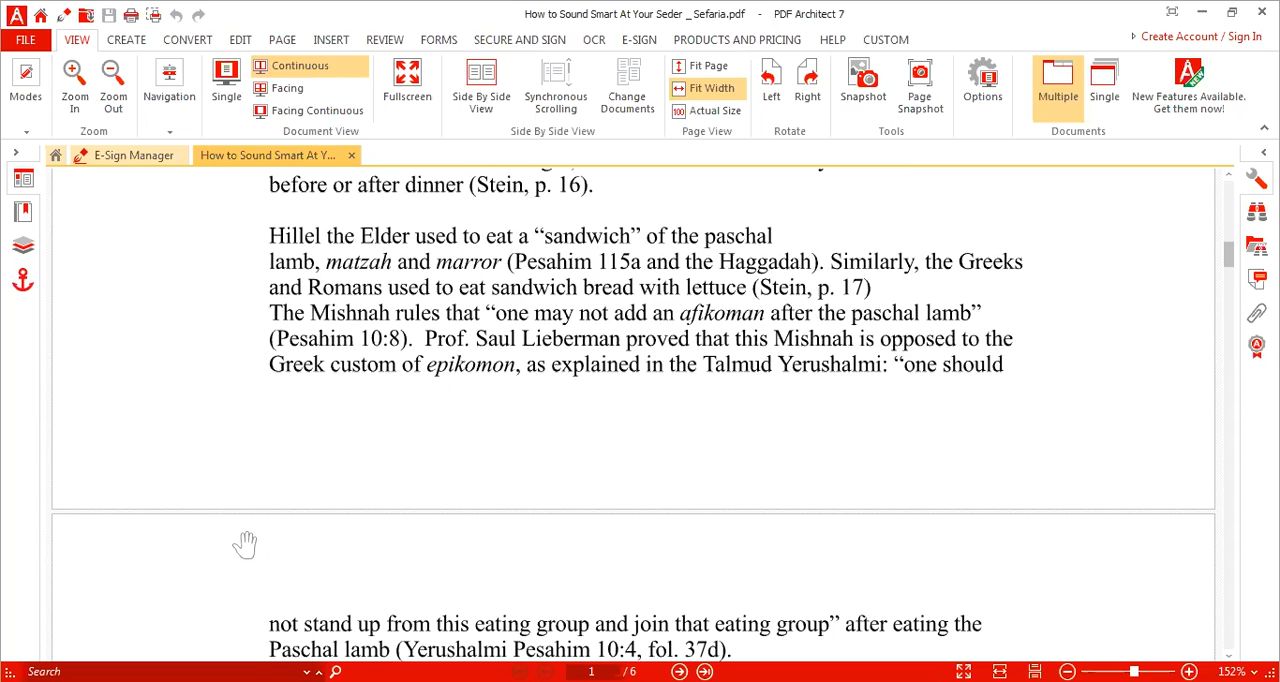 How to Sound Smart At Your Seder _ Sefaria.pdf - PDF Architect 7
FILE VIEW CREATE CONVERT EDIT PAGE INSERT REVIEW FORMS SECURE AND SIGN OCR E-SIGN PRODUCTS AND PRICING HELP CUSTOM Create Account / Sign In
Modes
Zoom In
Zoom Out
Zoom
Navigation
Single
Continuous
Facing
Facing Continuous
Document View
Fullscreen
Side By Side View
Synchronous Scrolling
Change Documents
Side By Side View
Fit Page
Fit Width
Actual Size
Page View
Left
Right
Rotate
Snapshot
Page Snapshot
Tools
Options
Multiple
Single
New Features Available. Get them now!
Documents
E-Sign Manager How to Sound Smart At Y...
before or after dinner (Stein, p. 16).
Hillel the Elder used to eat a “sandwich” of the paschal
lamb, matzah and marror (Pesahim 115a and the Haggadah). Similarly, the Greeks
and Romans used to eat sandwich bread with lettuce (Stein, p. 17)
The Mishnah rules that “one may not add an afikoman after the paschal lamb”
(Pesahim 10:8). Prof. Saul Lieberman proved that this Mishnah is opposed to the
Greek custom of epikomon, as explained in the Talmud Yerushalmi: “one should
not stand up from this eating group and join that eating group” after eating the
Paschal lamb (Yerushalmi Pesahim 10:4, fol. 37d).
Search 1 / 6 152%